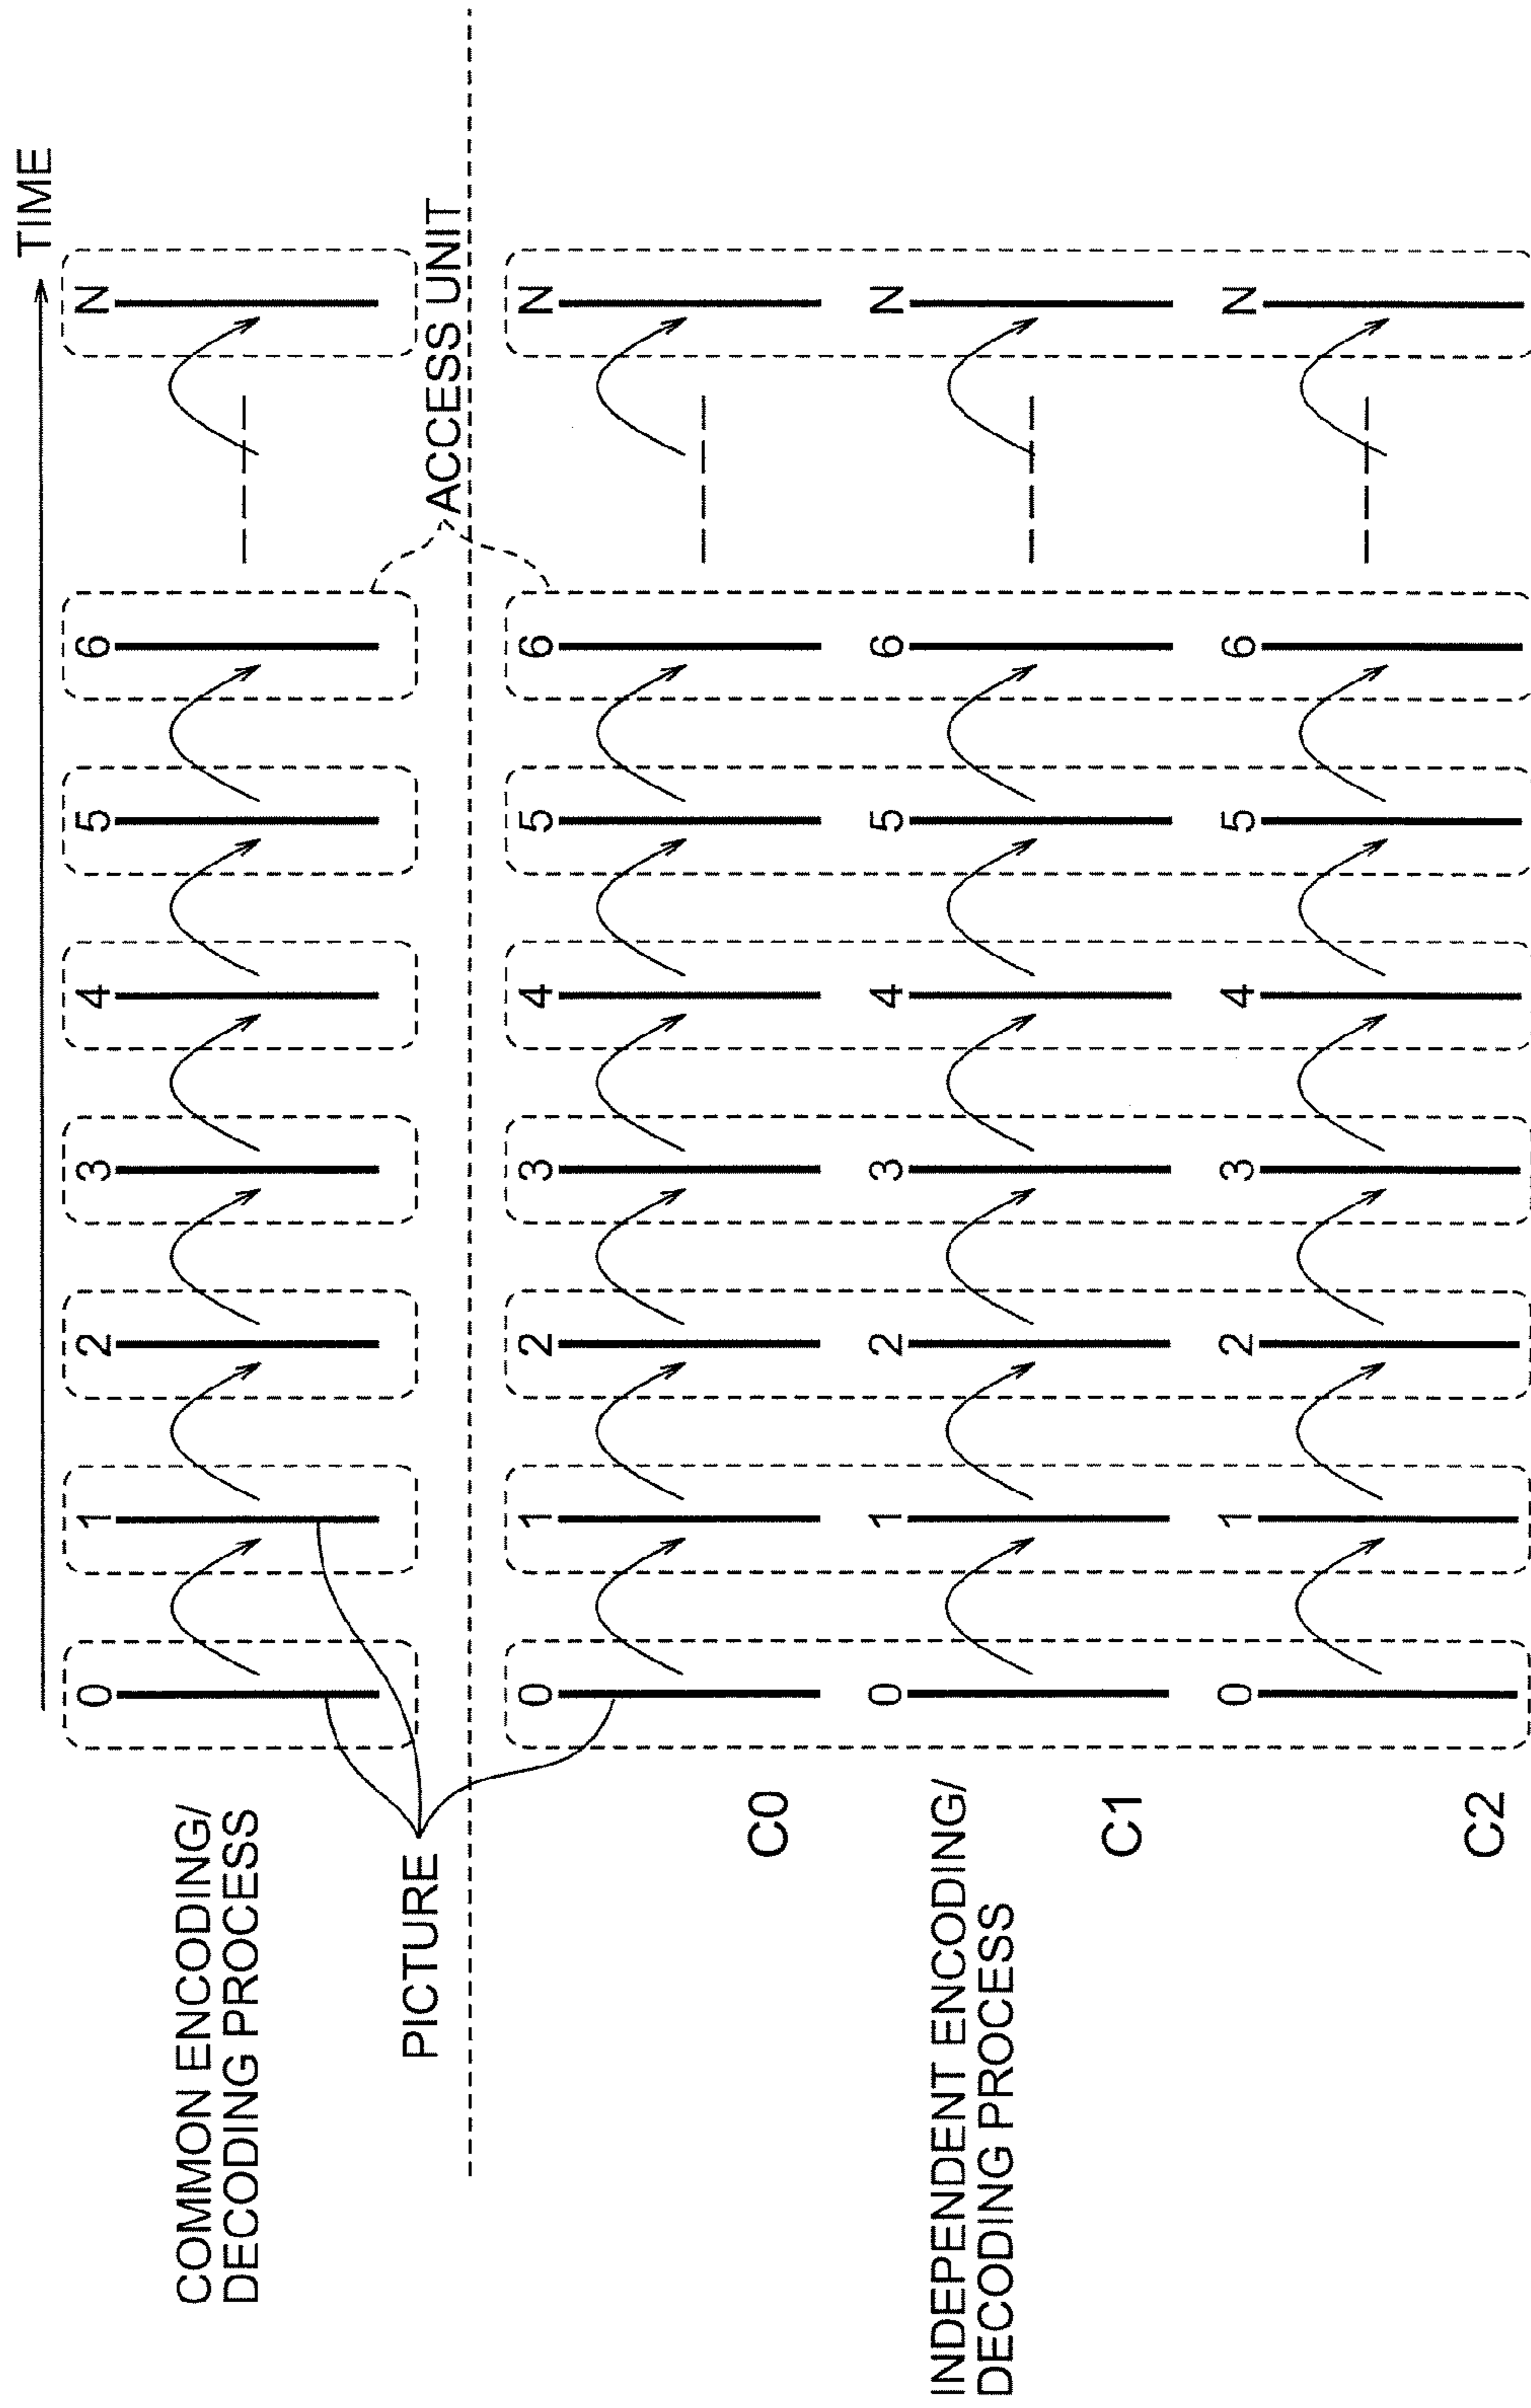 TIME
COMMON ENCODING/
DECODING PROCESS
0 1 2 3 4 5 6 N
PICTURE
ACCESS UNIT
C0
0 1 2 3 4 5 6 N
INDEPENDENT ENCODING/
DECODING PROCESS
C1
0 1 2 3 4 5 6 N
C2
0 1 2 3 4 5 6 N